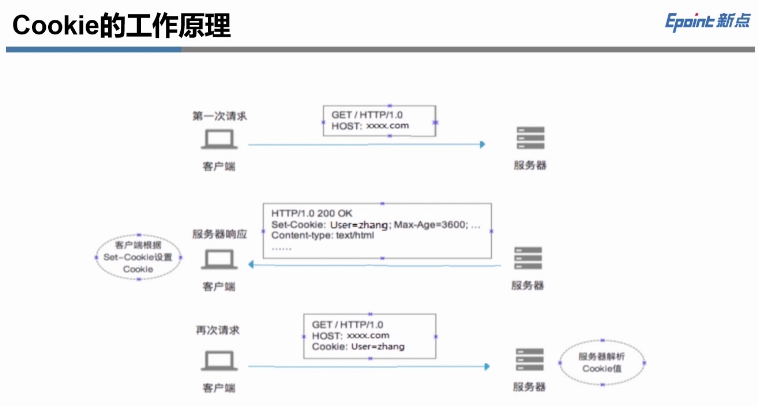 Cookie的工作原理
Epoint 新点
第一次请求
GET / HTTP/1.0
HOST: xxxx.com
客户端
服务器
服务器响应
HTTP/1.0 200 OK
Set-Cookie: User=zhang; Max-Age=3600; ...
Content-type: text/html
……
客户端根据
Set-Cookie设置
Cookie
客户端
服务器
再次请求
GET / HTTP/1.0
HOST: xxxx.com
Cookie: User=zhang
客户端
服务器
服务器解析
Cookie值